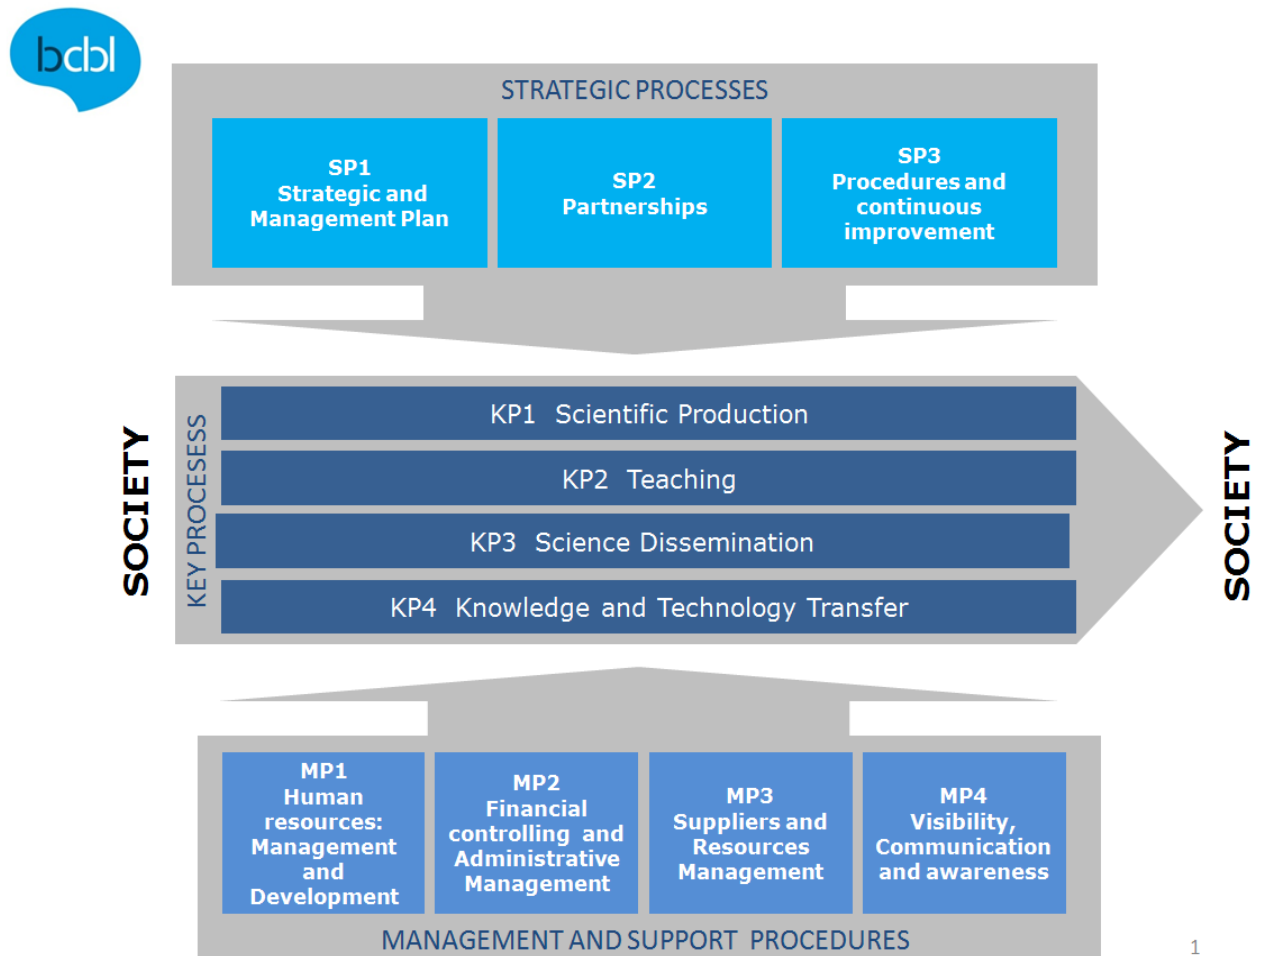 bcbl
STRATEGIC PROCESSES
SP1
Strategic and
Management Plan
SP2
Partnerships
SP3
Procedures and
continuous
improvement
SOCIETY
KEY PROCESESS
KP1 Scientific Production
KP2 Teaching
KP3 Science Dissemination
KP4 Knowledge and Technology Transfer
SOCIETY
MP1
Human
resources:
Management
and
Development
MP2
Financial
controlling and
Administrative
Management
MP3
Suppliers and
Resources
Management
MP4
Visibility,
Communication
and awareness
MANAGEMENT AND SUPPORT PROCEDURES
1